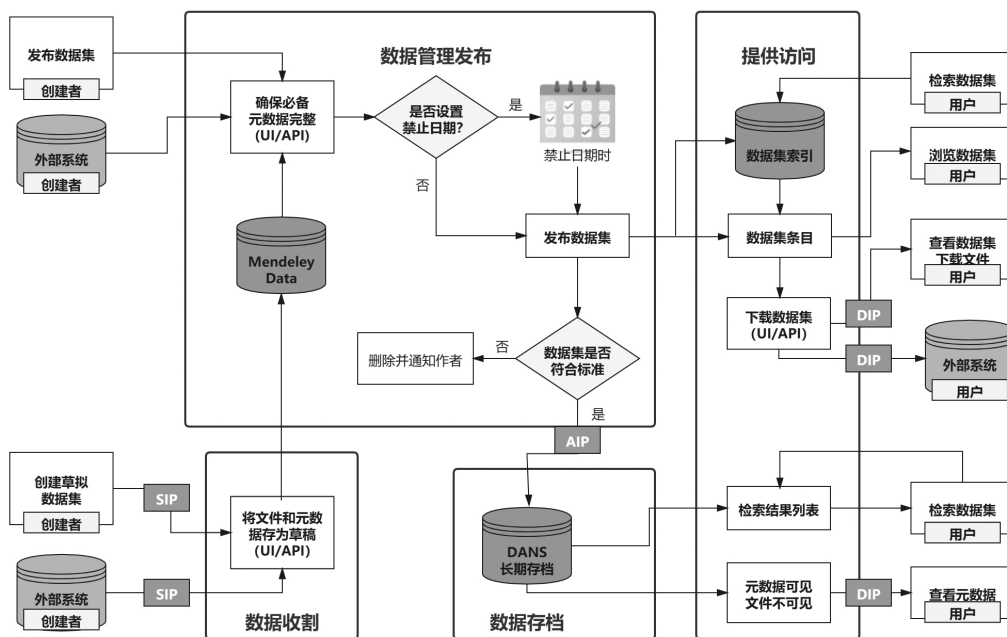 发布数据集
创建者
外部系统
创建者
数据管理发布
确保必备
元数据完整
(UI/API)
是否设置
禁止日期?
是
禁止日期时
否
发布数据集
Mendeley
Data
删除并通知作者
否
数据集是否
符合标准
是
AIP
提供访问
数据集索引
数据集条目
下载数据集
(UI/API)
DIP
DIP
检索数据集
用户
浏览数据集
用户
查看数据集
下载文件
用户
外部系统
用户
创建草拟
数据集
创建者
SIP
外部系统
创建者
SIP
将文件和元数
据存为草稿
(UI/API)
数据收割
DANS
长期存档
数据存档
检索结果列表
元数据可见
文件不可见
DIP
检索数据集
用户
查看元数据
用户